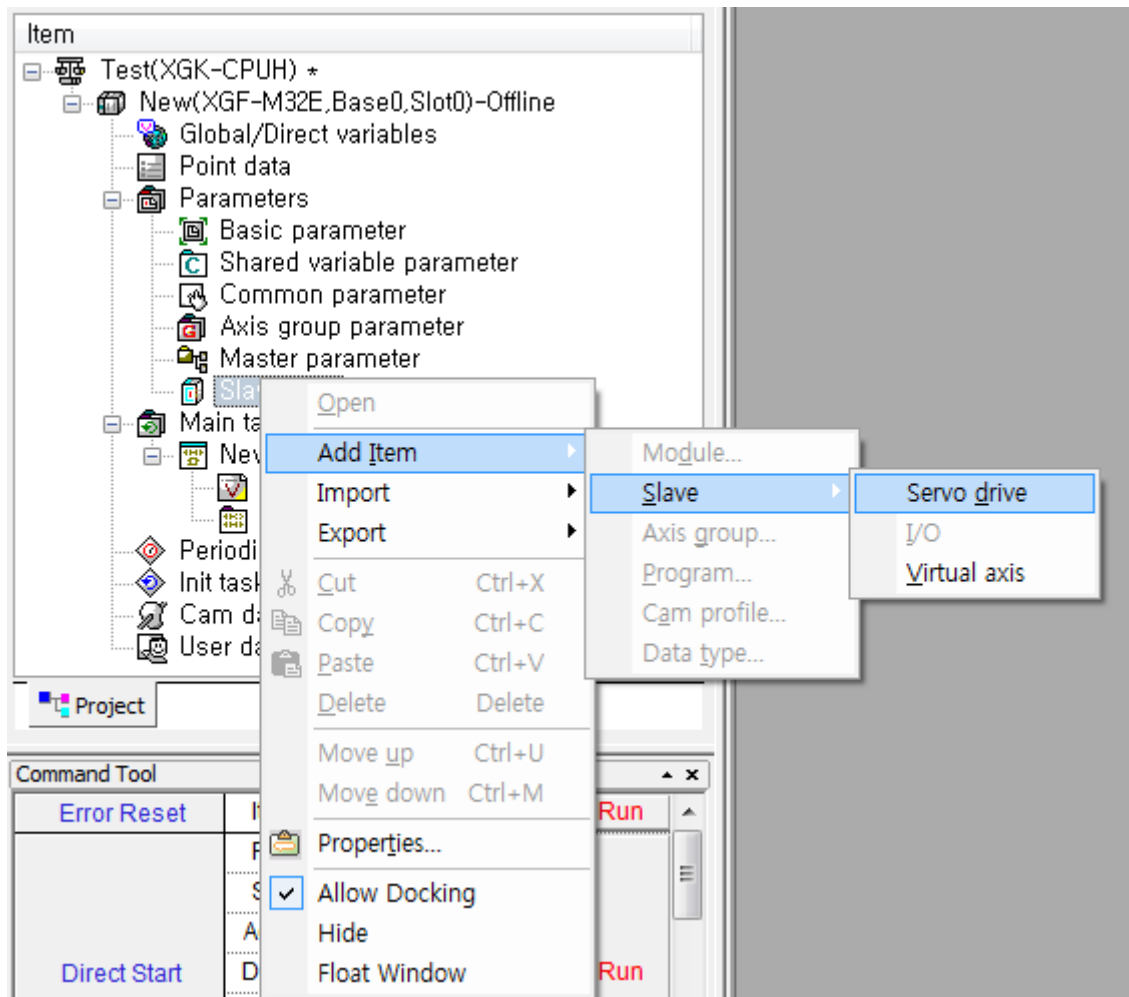 Item
Test(XGK-CPUH) *
New(XGF-M32E,Base0,Slot0)-Offline
Global/Direct variables
Point data
Parameters
Basic parameter
Shared variable parameter
Common parameter
Axis group parameter
Master parameter
Open
Add Item
Import
Export
Cut Ctrl+X
Copy Ctrl+C
Paste Ctrl+V
Delete Delete
Move up Ctrl+U
Move down Ctrl+M
Properties...
Allow Docking
Hide
Float Window
Module...
Slave
Axis group...
Program...
Cam profile...
Data type...
Servo drive
I/O
Virtual axis
Main
Init
Cam
Project
Command Tool
Error Reset Run
Direct Start Run